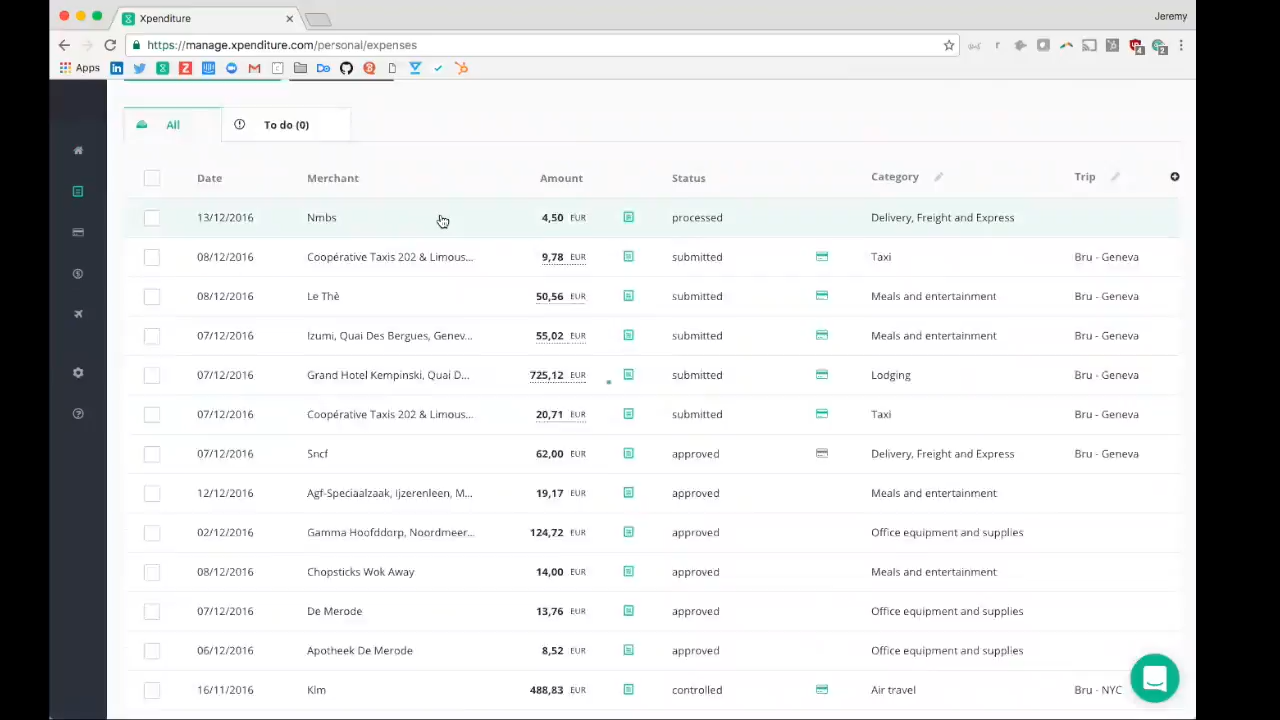 Xpenditure
Jeremy
https://manage.xpenditure.com/personal/expenses
Apps
All
To do (0)
Date Merchant Amount Status Category Trip
13/12/2016 Nmbs 4,50 EUR processed Delivery, Freight and Express
08/12/2016 Coopérative Taxis 202 & Limous... 9,78 EUR submitted Taxi Bru - Geneva
08/12/2016 Le Thè 50,56 EUR submitted Meals and entertainment Bru - Geneva
07/12/2016 Izumi, Quai Des Bergues, Genev... 55,02 EUR submitted Meals and entertainment Bru - Geneva
07/12/2016 Grand Hotel Kempinski, Quai D... 725,12 EUR submitted Lodging Bru - Geneva
07/12/2016 Coopérative Taxis 202 & Limous... 20,71 EUR submitted Taxi Bru - Geneva
07/12/2016 Sncf 62,00 EUR approved Delivery, Freight and Express Bru - Geneva
12/12/2016 Agf-Speciaalzaak, Ijzerenleen, M... 19,17 EUR approved Meals and entertainment
02/12/2016 Gamma Hoofddorp, Noordmeer... 124,72 EUR approved Office equipment and supplies
08/12/2016 Chopsticks Wok Away 14,00 EUR approved Meals and entertainment
07/12/2016 De Merode 13,76 EUR approved Office equipment and supplies
06/12/2016 Apotheek De Merode 8,52 EUR approved Office equipment and supplies
16/11/2016 Klm 488,83 EUR controlled Air travel Bru - NYC